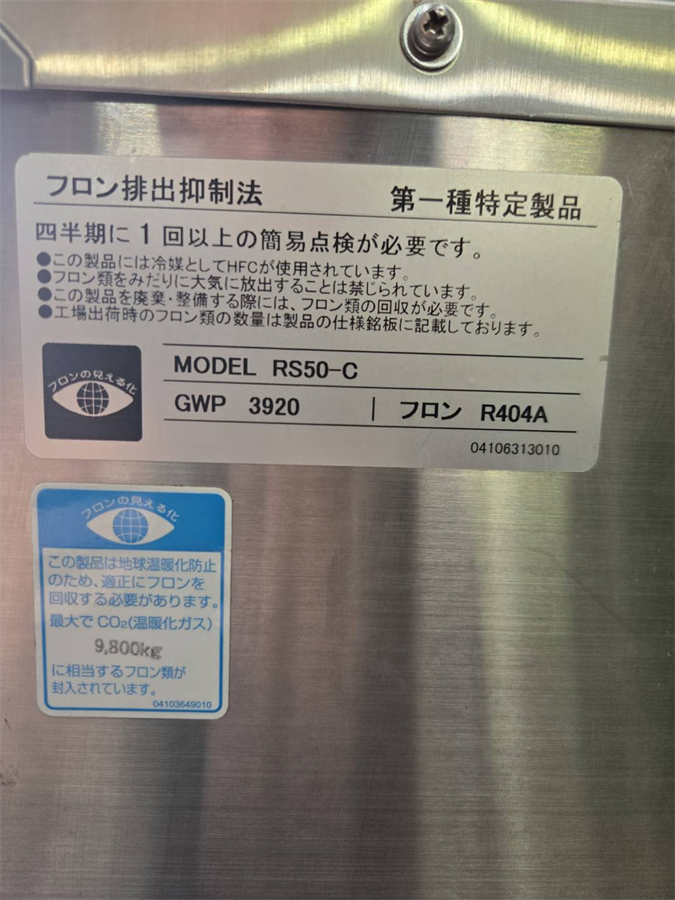 フロン排出抑制法 第一種特定製品
四半期に1回以上の簡易点検が必要です。
●この製品には冷媒としてHFCが使用されています。
●フロン類をみだりに大気に放出することは禁じられています。
●この製品を廃棄・整備する際には、フロン類の回収が必要です。
●工場出荷時のフロン類の数量は製品の仕様銘板に記載しております。
フロンの見える化
MODEL RS50-C
GWP 3920 | フロン R404A
04106313010
フロンの見える化
この製品は地球温暖化防止
のため、適正にフロンを
回収する必要があります。
最大でCO₂(温暖化ガス)
9,800kg
に相当するフロン類が
封入されています。
04103649010